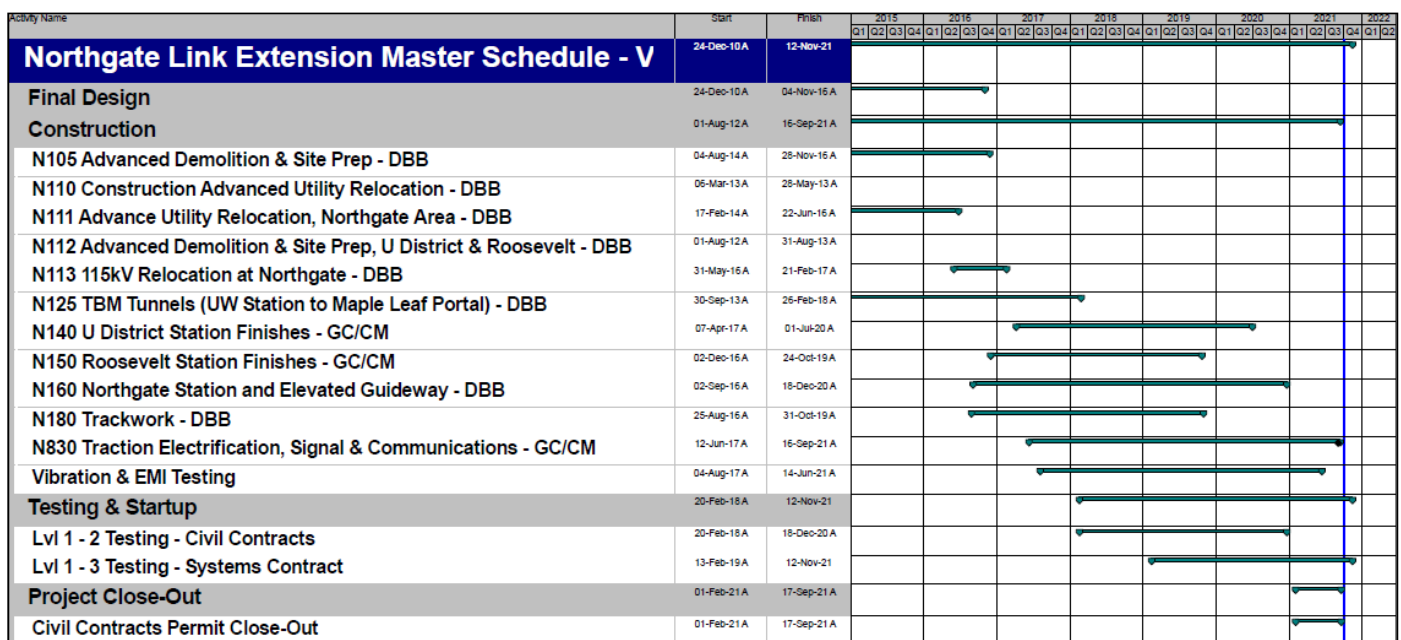 Activity Name Start Finish 2015 2016 2017 2018 2019 2020 2021 2022
Q1 Q2 Q3 Q4 Q1 Q2 Q3 Q4 Q1 Q2 Q3 Q4 Q1 Q2 Q3 Q4 Q1 Q2 Q3 Q4 Q1 Q2 Q3 Q4 Q1 Q2 Q3 Q4 Q1 Q2
Northgate Link Extension Master Schedule - V 24-Dec-10 A 12-Nov-21
Final Design 24-Dec-10 A 04-Nov-16 A
Construction 01-Aug-12 A 16-Sep-21 A
N105 Advanced Demolition & Site Prep - DBB 04-Aug-14 A 28-Nov-16 A
N110 Construction Advanced Utility Relocation - DBB 06-Mar-13 A 28-May-13 A
N111 Advance Utility Relocation, Northgate Area - DBB 17-Feb-14 A 22-Jun-16 A
N112 Advanced Demolition & Site Prep, U District & Roosevelt - DBB 01-Aug-12 A 31-Aug-13 A
N113 115kV Relocation at Northgate - DBB 31-May-16 A 21-Feb-17 A
N125 TBM Tunnels (UW Station to Maple Leaf Portal) - DBB 30-Sep-13 A 26-Feb-18 A
N140 U District Station Finishes - GC/CM 07-Apr-17 A 01-Jul-20 A
N150 Roosevelt Station Finishes - GC/CM 02-Dec-16 A 24-Oct-19 A
N160 Northgate Station and Elevated Guideway - DBB 02-Sep-16 A 18-Dec-20 A
N180 Trackwork - DBB 25-Aug-16 A 31-Oct-19 A
N830 Traction Electrification, Signal & Communications - GC/CM 12-Jun-17 A 16-Sep-21 A
Vibration & EMI Testing 04-Aug-17 A 14-Jun-21 A
Testing & Startup 20-Feb-18 A 12-Nov-21
Lvl 1 - 2 Testing - Civil Contracts 20-Feb-18 A 18-Dec-20 A
Lvl 1 - 3 Testing - Systems Contract 13-Feb-19 A 12-Nov-21
Project Close-Out 01-Feb-21 A 17-Sep-21 A
Civil Contracts Permit Close-Out 01-Feb-21 A 17-Sep-21 A